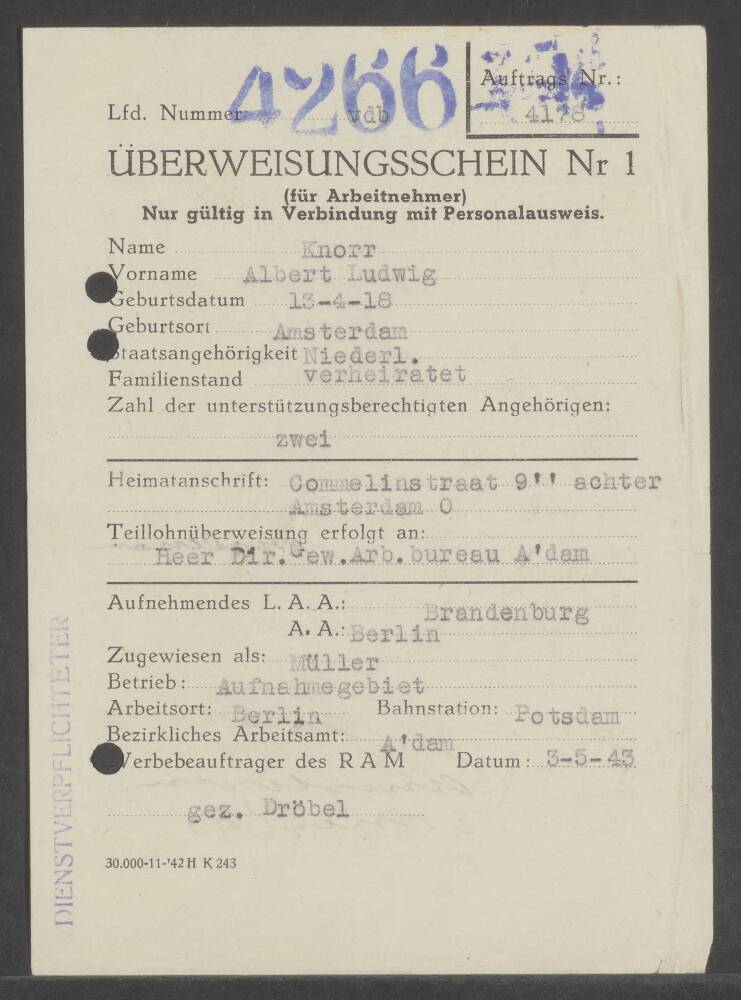 4266
Auftrags Nr.:
Lfd. Nummer vdb 4178
ÜBERWEISUNGSSCHEIN Nr 1
(für Arbeitnehmer)
Nur gültig in Verbindung mit Personalausweis.
Name Knorr
Vorname Albert Ludwig
Geburtsdatum 13-4-18
Geburtsort Amsterdam
Staatsangehörigkeit Niederl.
Familienstand verheiratet
Zahl der unterstützungsberechtigten Angehörigen:
zwei
Heimatanschrift: Commelinstraat 9'' achter
Amsterdam O
Teillohnüberweisung erfolgt an:
Heer Dir.Gew.Arb.bureau A'dam
Aufnehmendes L. A. A.: Brandenburg
A. A.: Berlin
Zugewiesen als: Müller
Betrieb: Aufnahmegebiet
Arbeitsort: Berlin Bahnstation: Potsdam
Bezirkliches Arbeitsamt: A'dam
Werbebeauftrager des R A M Datum: 3-5-43
gez. Dröbel
30.000-11-'42 H K 243
DIENSTVERPFLICHTETER